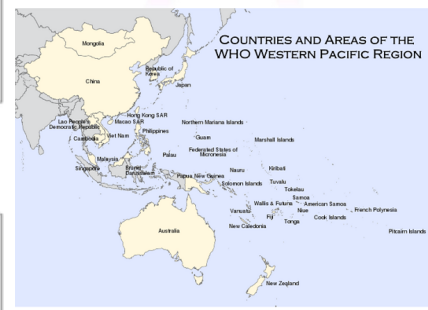 COUNTRIES AND AREAS OF THE
WHO WESTERN PACIFIC REGION
Mongolia
Republic of
Korea
China
Japan
Hong Kong SAR
Macao SAR
Lao People's
Democratic Republic
Viet Nam
Cambodia
Philippines
Northern Mariana Islands
Guam
Marshall Islands
Federated States of
Micronesia
Palau
Malaysia
Brunei
Darussalam
Singapore
Papua New Guinea
Nauru
Kiribati
Solomon Islands
Tuvalu
Tokelau
Samoa
Wallis & Futuna
American Samoa
Vanuatu
Fiji
Niue
French Polynesia
Cook Islands
Tonga
New Caledonia
Pitcairn Islands
Australia
New Zealand